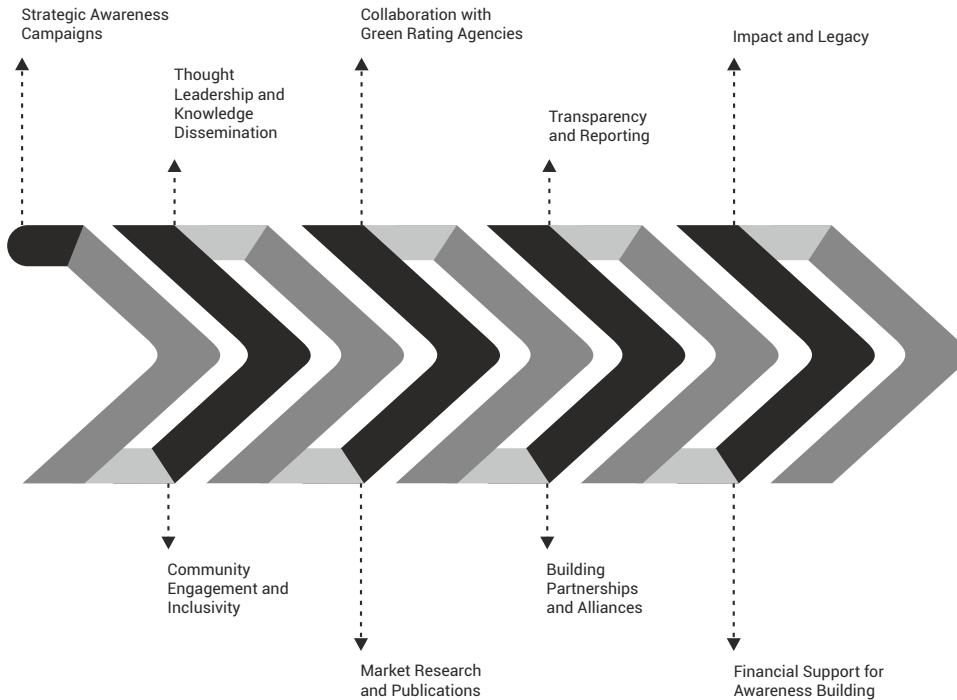 Strategic Awareness
Campaigns
Thought
Leadership and
Knowledge
Dissemination
Collaboration with
Green Rating Agencies
Transparency
and Reporting
Impact and Legacy
Community
Engagement and
Inclusivity
Market Research
and Publications
Building
Partnerships
and Alliances
Financial Support for
Awareness Building